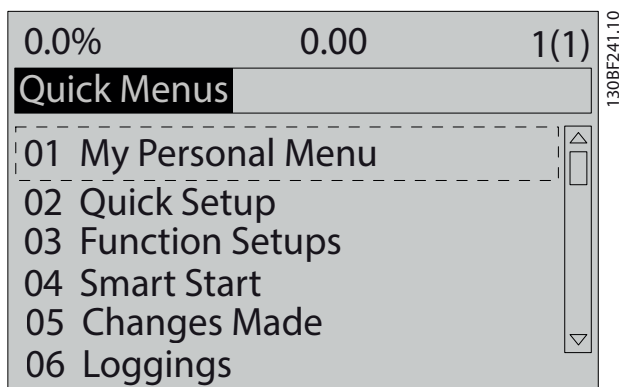 0.0% 0.00 1(1)
Quick Menus
01 My Personal Menu
02 Quick Setup
03 Function Setups
04 Smart Start
05 Changes Made
06 Loggings
130BF241.10